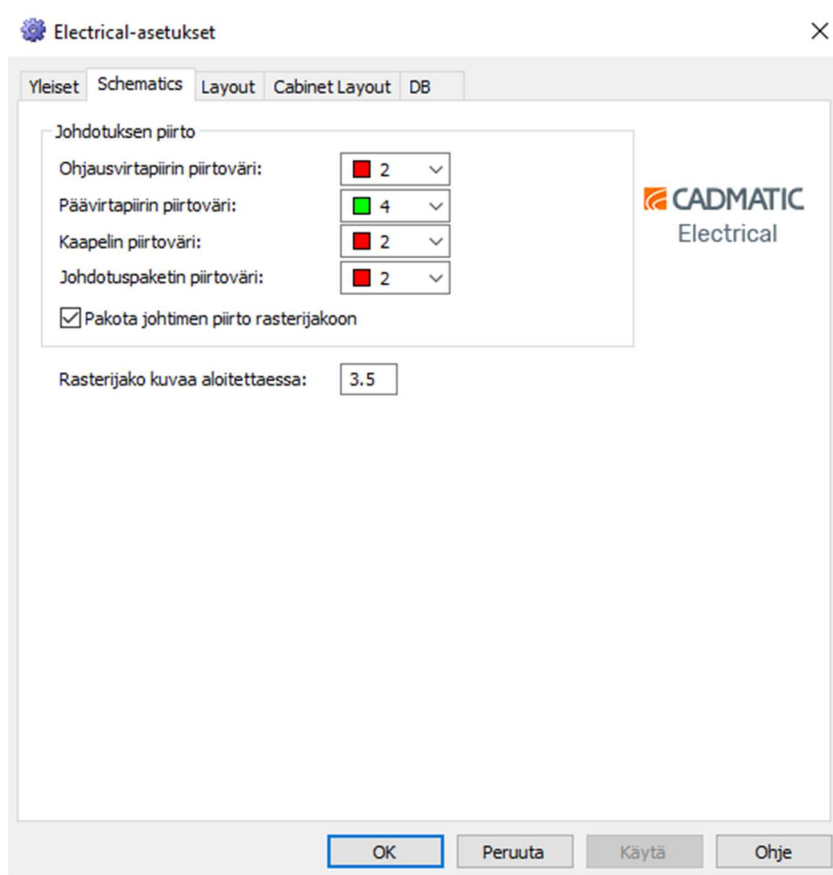 Electrical-asetukset
Yleiset Schematics Layout Cabinet Layout DB
Johdotuksen piirto
Ohjausvirtapiirin piirtoväri: 2
Päävirtapiirin piirtoväri: 4
Kaapelin piirtoväri: 2
Johdotuspaketin piirtoväri: 2
Pakota johtimen piirto rasterijakoon
CADMATIC
Electrical
Rasterijako kuvaa aloitettaessa: 3.5
OK Peruuta Käytä Ohje